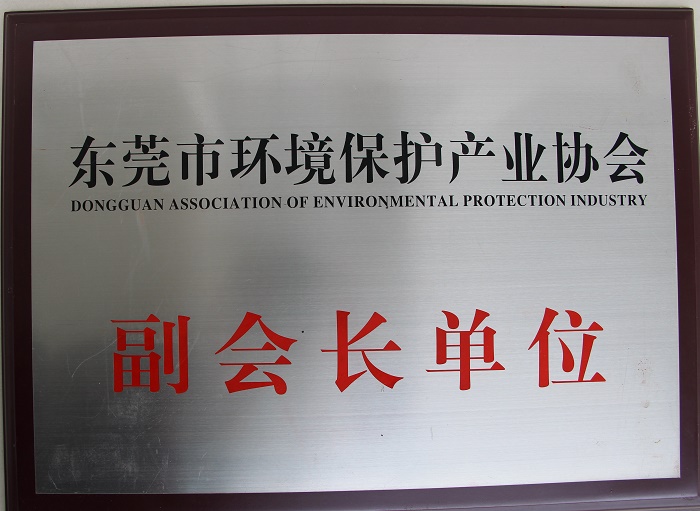 东莞市环境保护产业协会
DONGGUAN ASSOCIATION OF ENVIRONMENTAL PROTECTION INDUSTRY
副会长单位